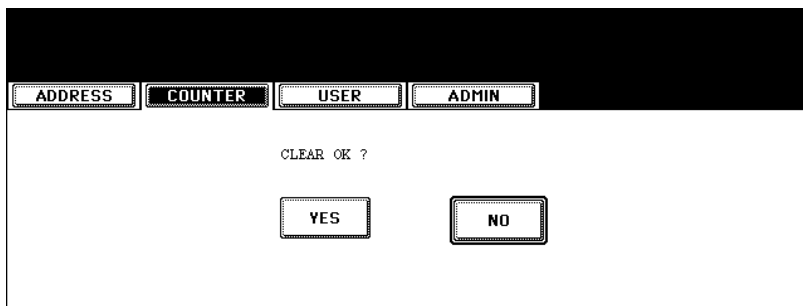 ADDRESS COUNTER USER ADMIN
CLEAR OK ?
YES NO